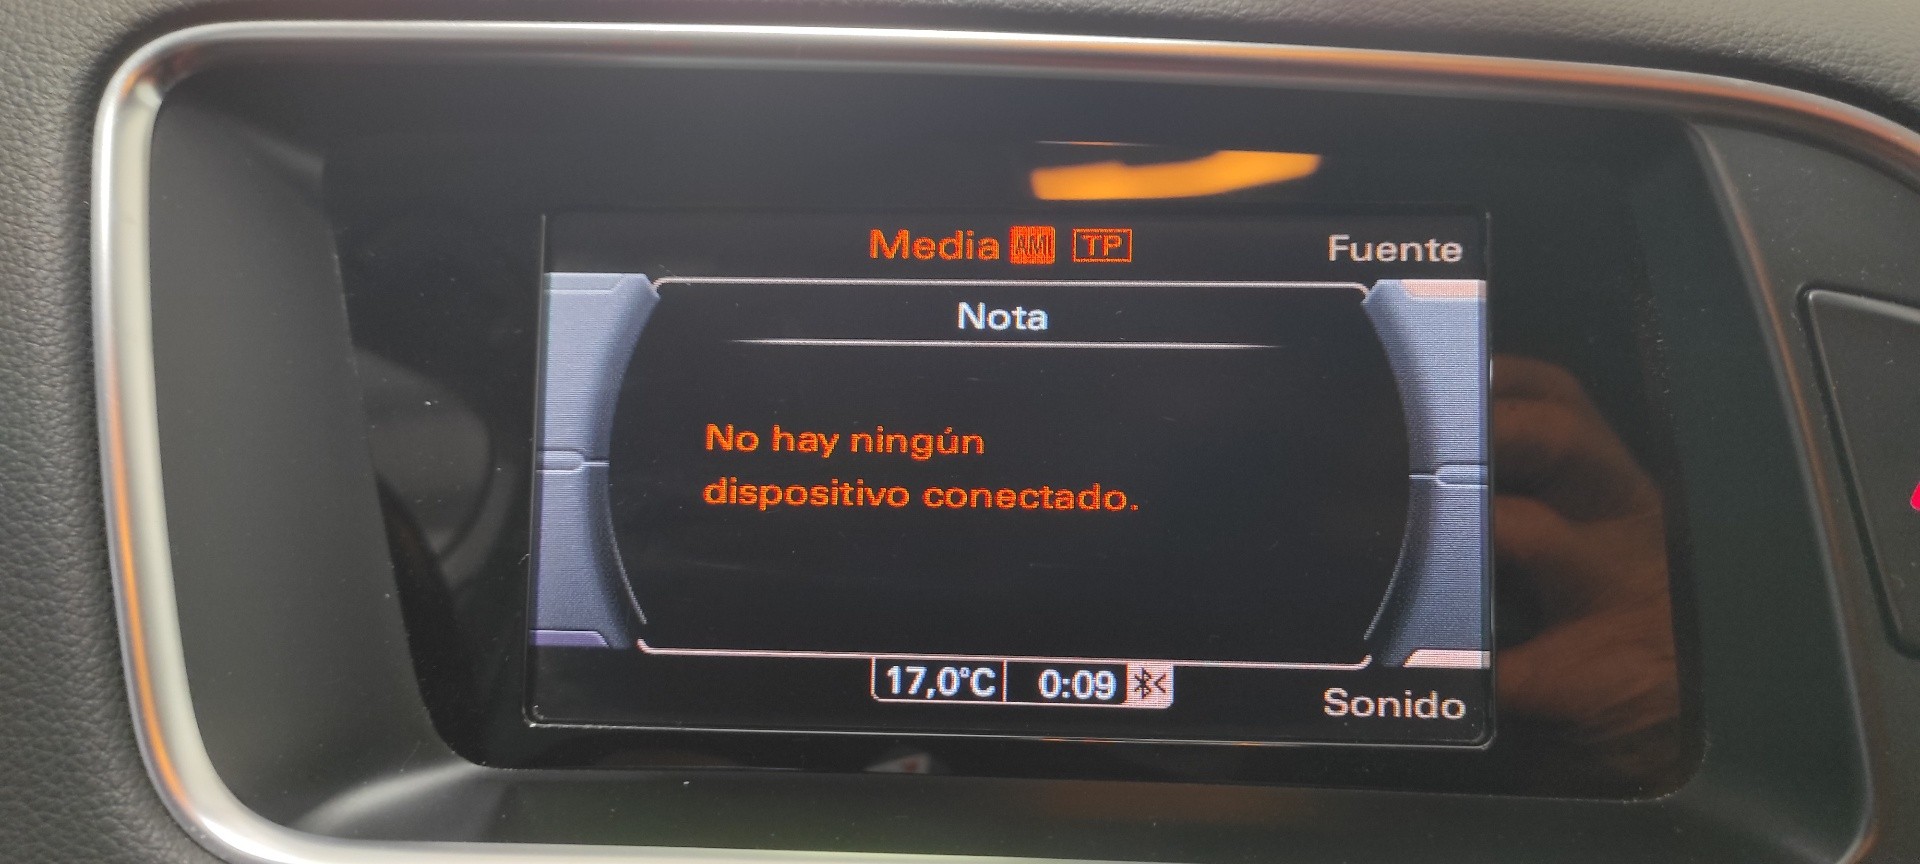 Media AMI TP
Fuente
Nota
No hay ningún
dispositivo conectado.
17,0°C 0:09
Sonido